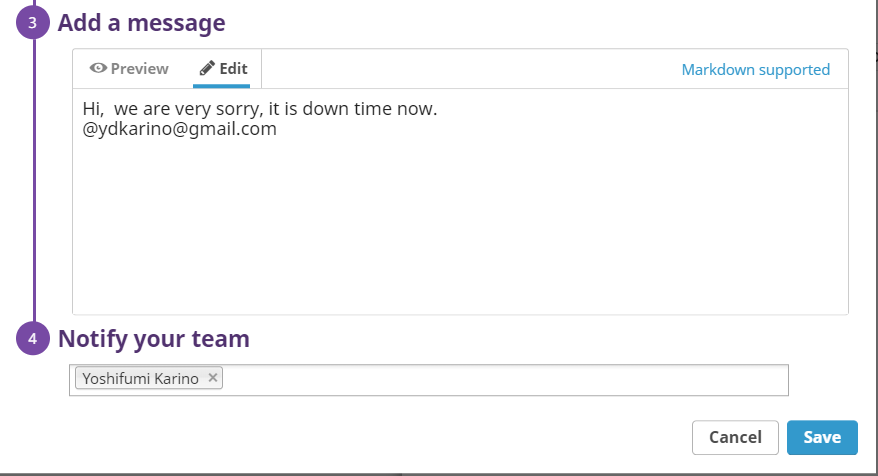 3 Add a message
Preview Edit Markdown supported
Hi,  we are very sorry, it is down time now.
@ydkarino@gmail.com
4 Notify your team
Yoshifumi Karino ×
Cancel Save